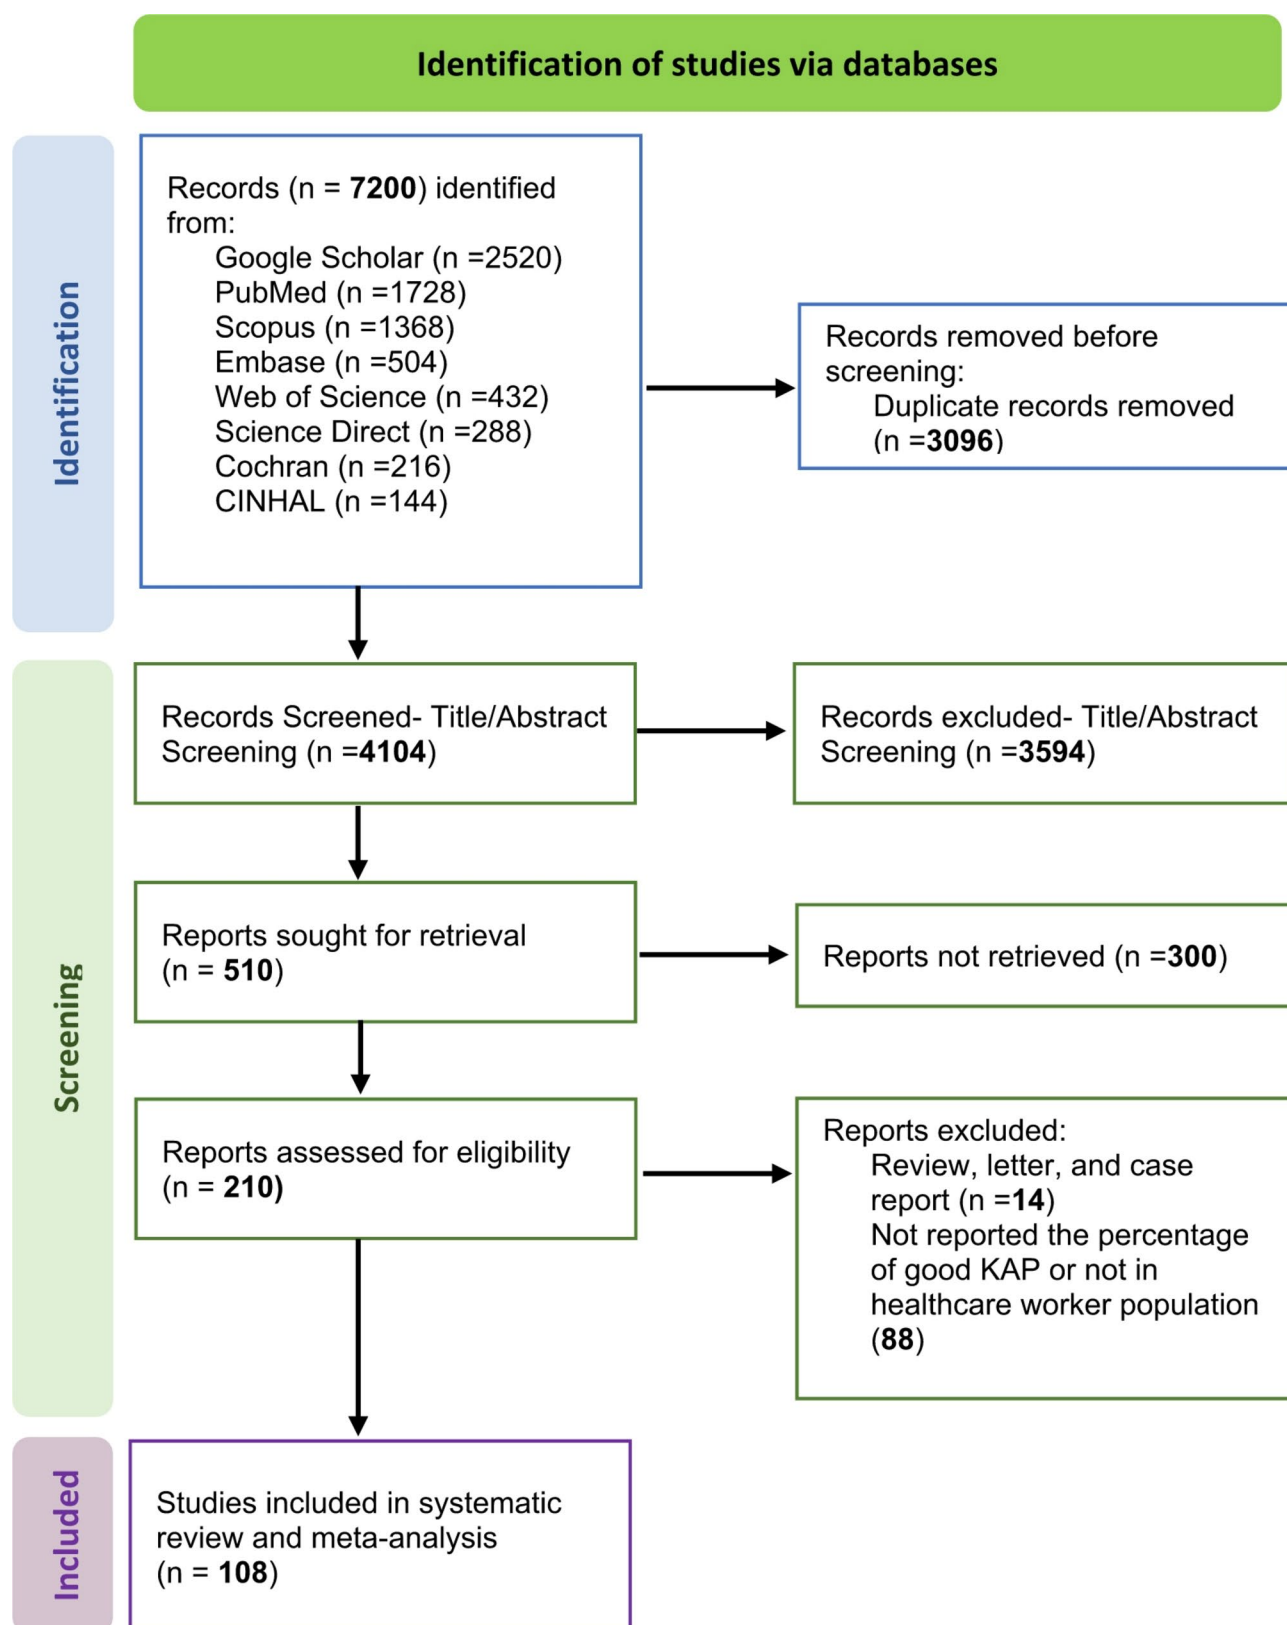 Identification of studies via databases
Identification
Records (n = 7200) identified
from:
Google Scholar (n =2520)
PubMed (n =1728)
Scopus (n =1368)
Embase (n =504)
Web of Science (n =432)
Science Direct (n =288)
Cochran (n =216)
CINHAL (n =144)
Records removed before
screening:
Duplicate records removed
(n =3096)
Screening
Records Screened- Title/Abstract
Screening (n =4104)
Records excluded- Title/Abstract
Screening (n =3594)
Reports sought for retrieval
(n = 510)
Reports not retrieved (n =300)
Reports assessed for eligibility
(n = 210)
Reports excluded:
Review, letter, and case
report (n =14)
Not reported the percentage
of good KAP or not in
healthcare worker population
(88)
Included
Studies included in systematic
review and meta-analysis
(n = 108)